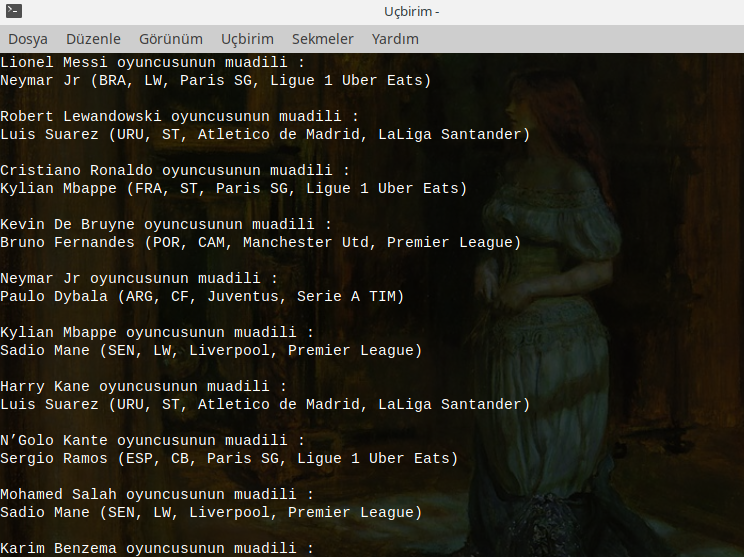 Uçbirim -
Dosya Düzenle Görünüm Uçbirim Sekmeler Yardım
Lionel Messi oyuncusunun muadili :
Neymar Jr (BRA, LW, Paris SG, Ligue 1 Uber Eats)
Robert Lewandowski oyuncusunun muadili :
Luis Suarez (URU, ST, Atletico de Madrid, LaLiga Santander)
Cristiano Ronaldo oyuncusunun muadili :
Kylian Mbappe (FRA, ST, Paris SG, Ligue 1 Uber Eats)
Kevin De Bruyne oyuncusunun muadili :
Bruno Fernandes (POR, CAM, Manchester Utd, Premier League)
Neymar Jr oyuncusunun muadili :
Paulo Dybala (ARG, CF, Juventus, Serie A TIM)
Kylian Mbappe oyuncusunun muadili :
Sadio Mane (SEN, LW, Liverpool, Premier League)
Harry Kane oyuncusunun muadili :
Luis Suarez (URU, ST, Atletico de Madrid, LaLiga Santander)
N’Golo Kante oyuncusunun muadili :
Sergio Ramos (ESP, CB, Paris SG, Ligue 1 Uber Eats)
Mohamed Salah oyuncusunun muadili :
Sadio Mane (SEN, LW, Liverpool, Premier League)
Karim Benzema oyuncusunun muadili :